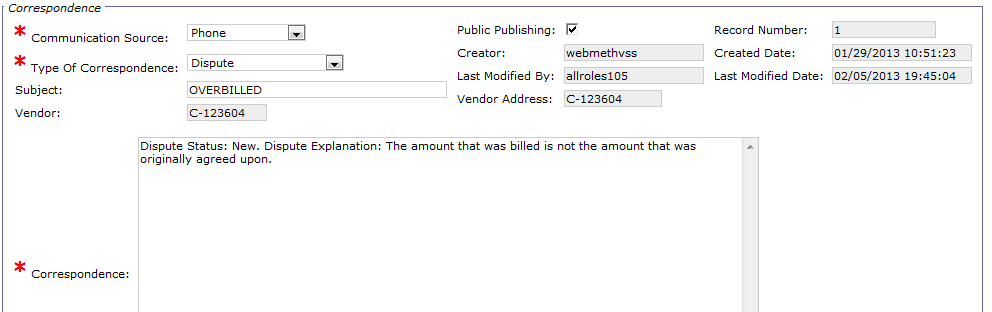 Correspondence
* Communication Source: Phone
* Type Of Correspondence: Dispute
Subject: OVERBILLED
Vendor: C-123604
Public Publishing:
Creator: webmethvss
Last Modified By: allroles105
Vendor Address: C-123604
Record Number: 1
Created Date: 01/29/2013 10:51:23
Last Modified Date: 02/05/2013 19:45:04
* Correspondence:
Dispute Status: New. Dispute Explanation: The amount that was billed is not the amount that was
originally agreed upon.